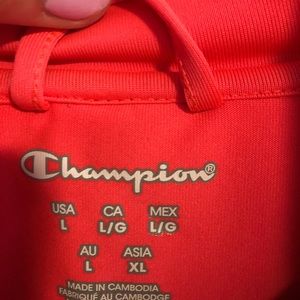 Champion®
USA CA MEX
L L/G L/G
AU ASIA
L XL
MADE IN CAMBODIA
FABRIQUÉ AU CAMBODGE